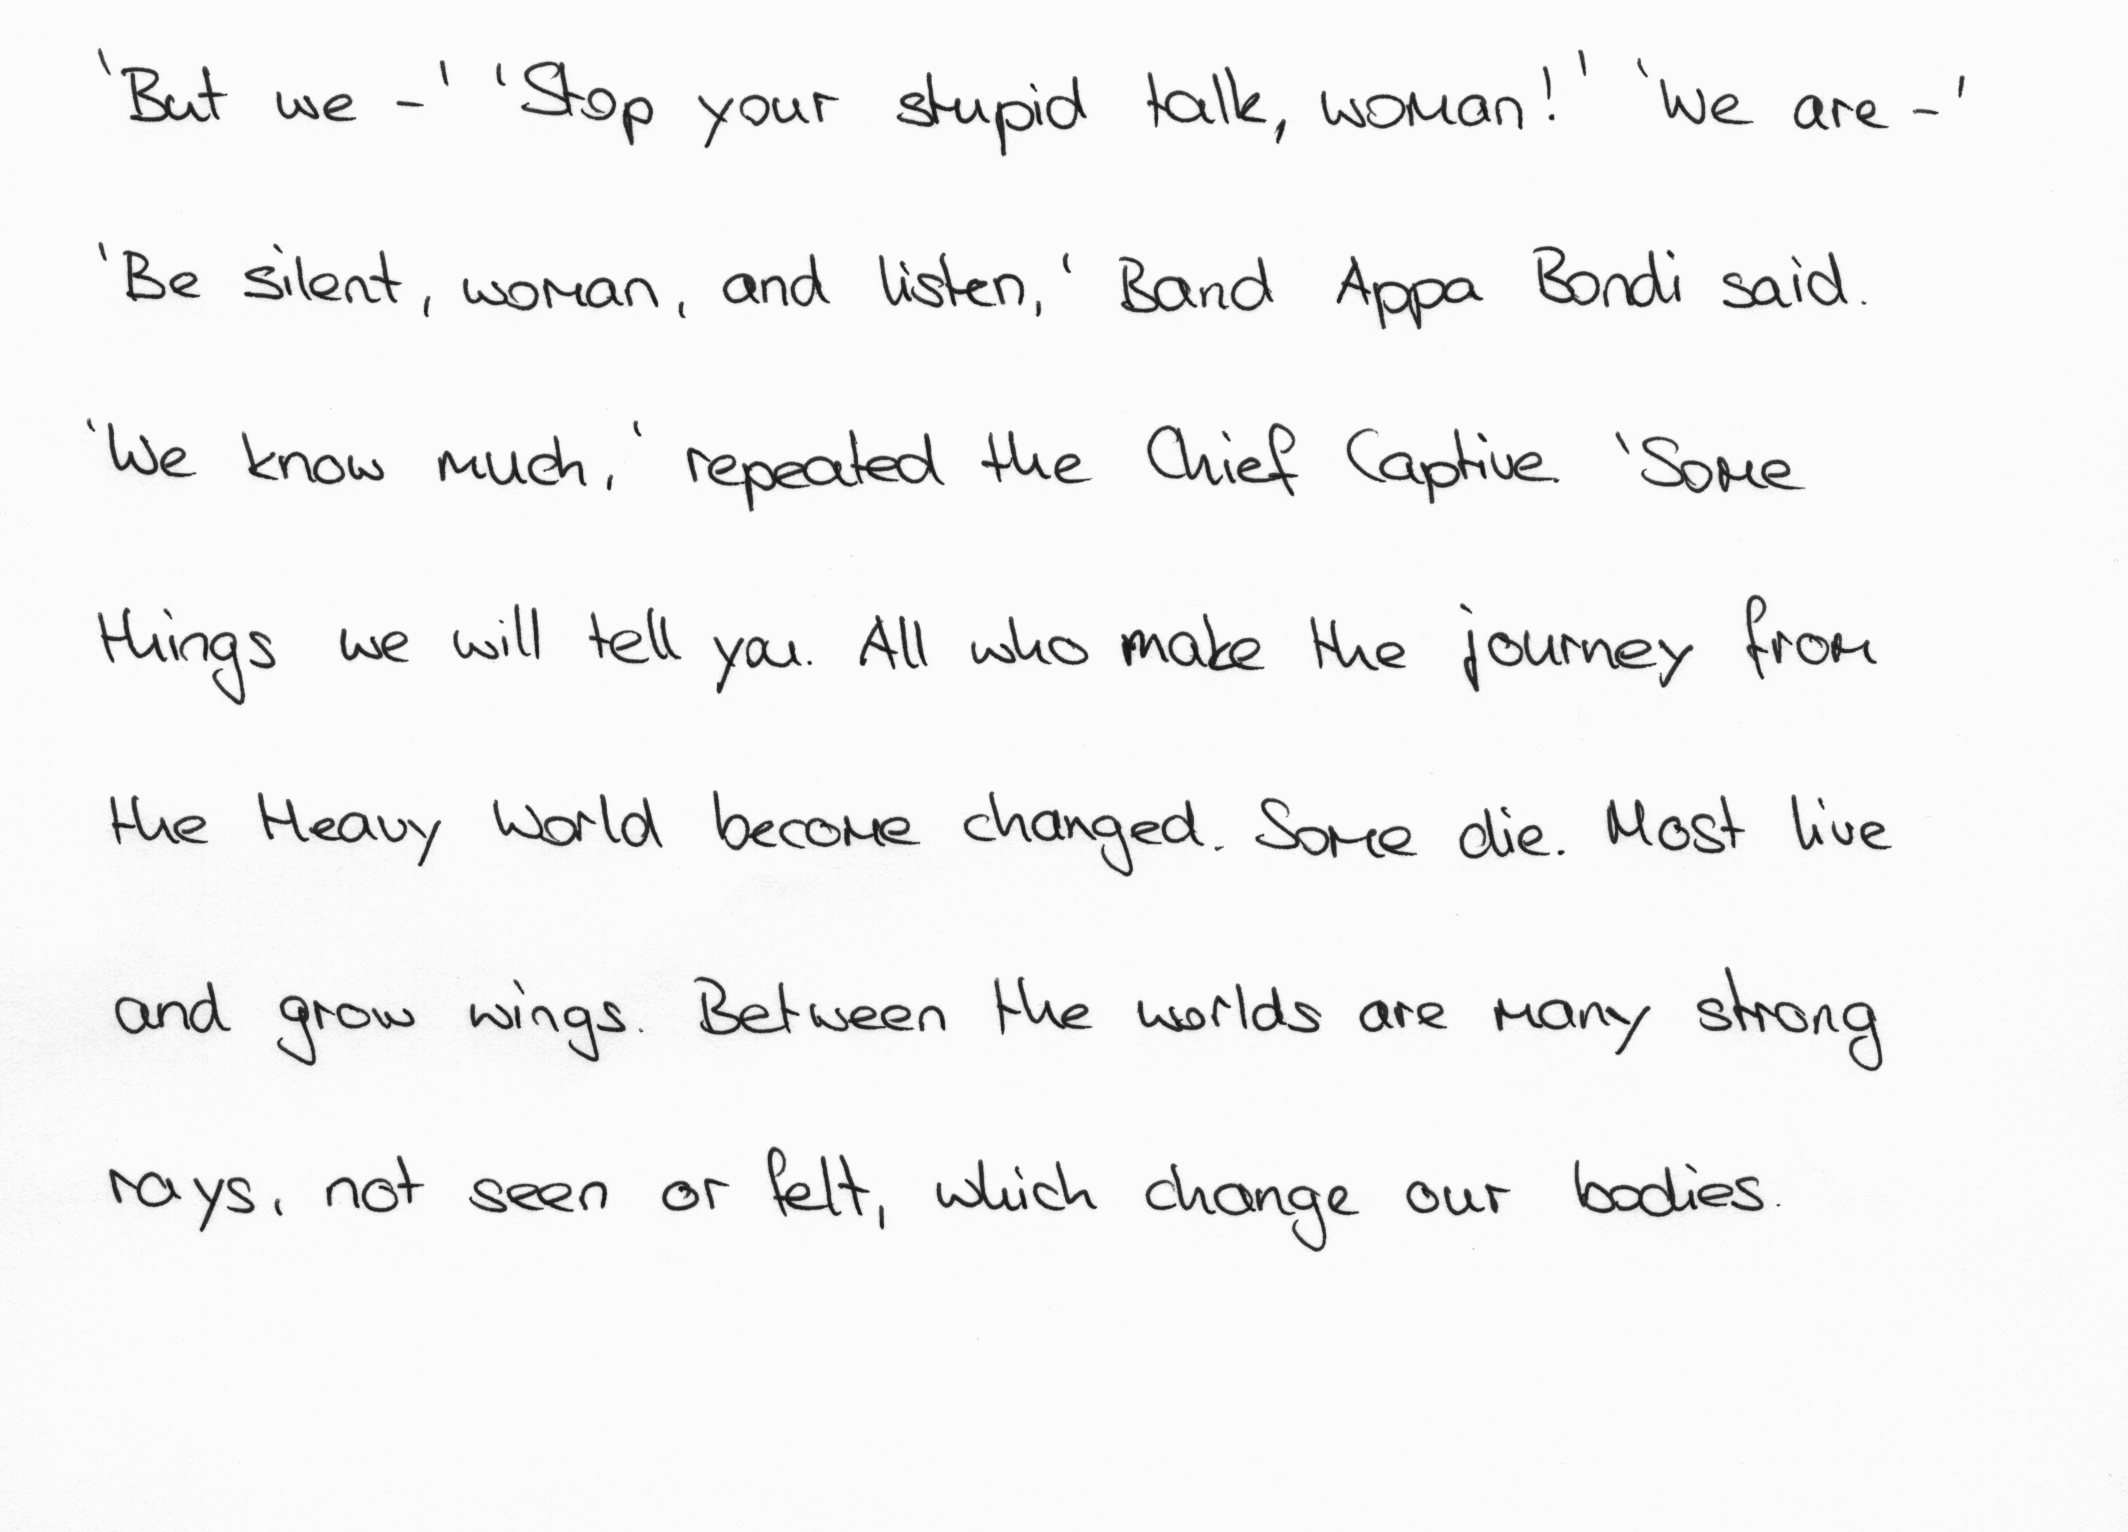 'But we -' 'Stop your stupid talk, woman!' 'We are -'
'Be silent, woman, and listen,' Band Appa Bondi said.
'We know much,' repeated the Chief Captive. 'Some
things we will tell you. All who make the journey from
the Heavy World become changed. Some die. Most live
and grow wings. Between the worlds are many strong
rays, not seen or felt, which change our bodies.